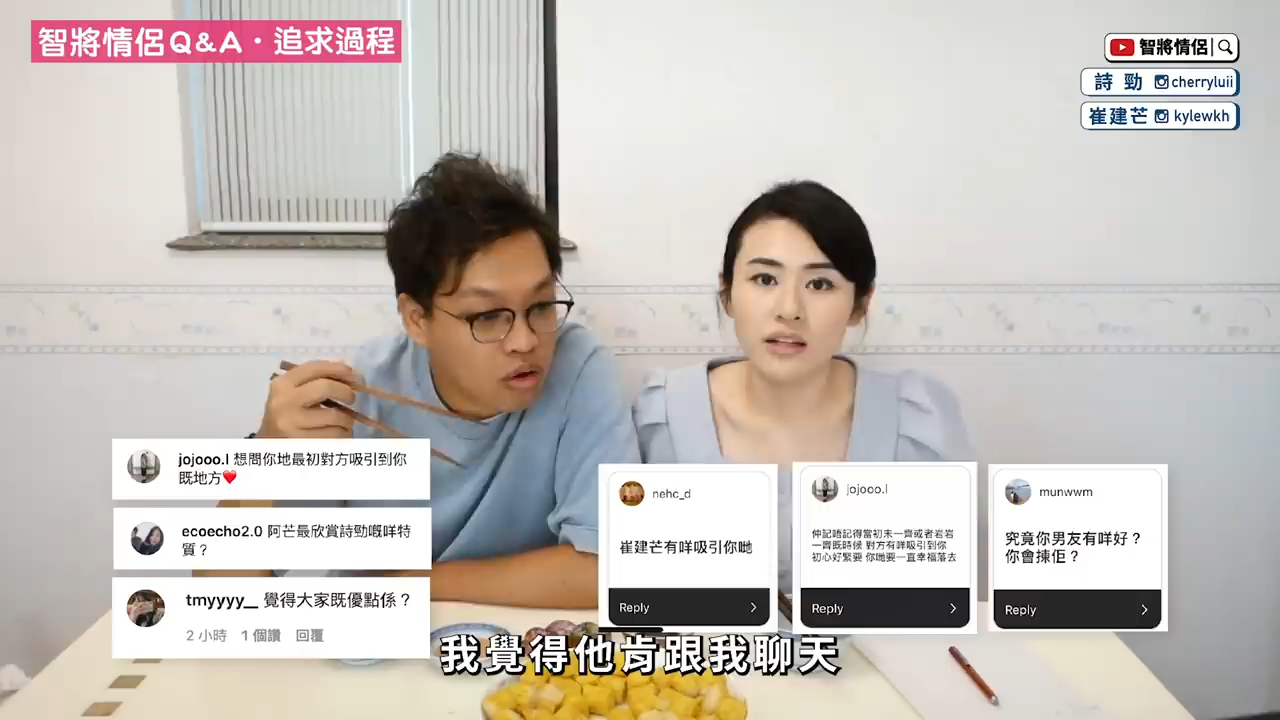 智將情侶Q&A・追求過程
智將情侶
詩勁 cherryluii
崔建芒 kylewkh
jojooo.l 想問你地最初對方吸引到你
既地方❤️
ecoecho2.0 阿芒最欣賞詩勁嘅咩特
質？
tmyyyy__ 覺得大家既優點係？
2 小時 1 個讚 回覆
nehc_d
崔建芒有咩吸引你哋
Reply
jojooo.l
仲記唔記得當初未一齊或者岩岩
一齊既時候 對方有咩吸引到你
初心好緊要 你哋要一直幸福落去
Reply
munwwm
究竟你男友有咩好？
你會揀佢？
Reply
我覺得他肯跟我聊天